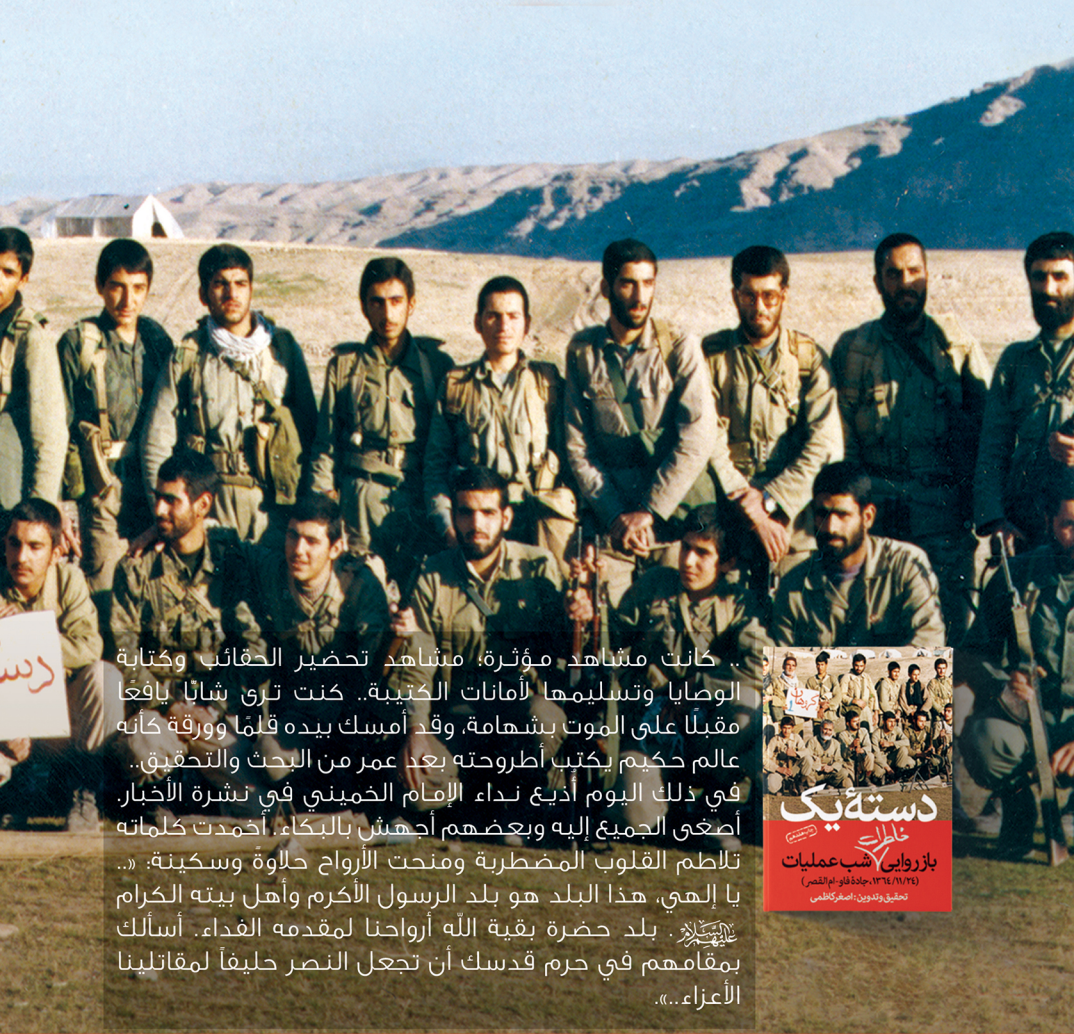 .. كانت مشاهد مؤثرة؛ مشاهد تحضير الحقائب وكتابة
الوصايا وتسليمها لأمانات الكتيبة.. كنت ترى شابًا يافعًا
مقبلًا على الموت بشهامة، وقد أمسك بيده قلمًا وورقة كأنه
عالم حكيم يكتب أطروحته بعد عمر من البحث والتحقيق..
في ذلك اليوم أُذيع نداء الإمام الخميني في نشرة الأخبار،
أصغى الجميع إليه وبعضهم أجهش بالبكاء. أخمدت كلماته
تلاطم القلوب المضطربة ومنحت الأرواح حلاوةً وسكينة: «..
يا إلهي، هذا البلد هو بلد الرسول الأكرم وأهل بيته الكرام
عليهم السلام. بلد حضرة بقية الله أرواحنا لمقدمه الفداء. أسألك
بمقامهم في حرم قدسك أن تجعل النصر حليفاً لمقاتلينا
الأعزاء..».
دستهٔ یک
خاطرات
بازروایی شب عملیات
(۱۳۶۴/۱۱/۲۴، جادهٔ فاو-ام القصر)
تحقیق و تدوین: اصغر کاظمی